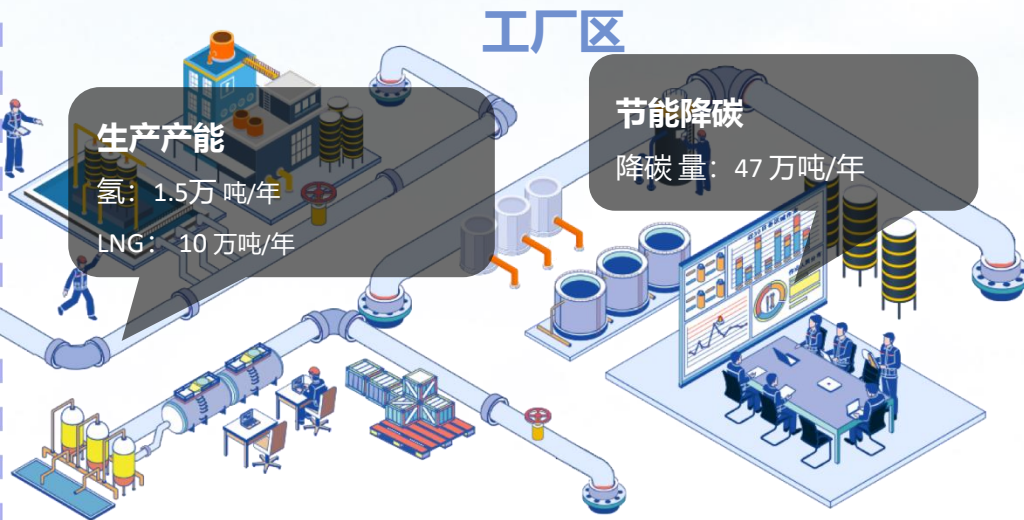 工厂区
生产产能
氢：1.5万 吨/年
LNG： 10 万吨/年
节能降碳
降碳 量：47 万吨/年